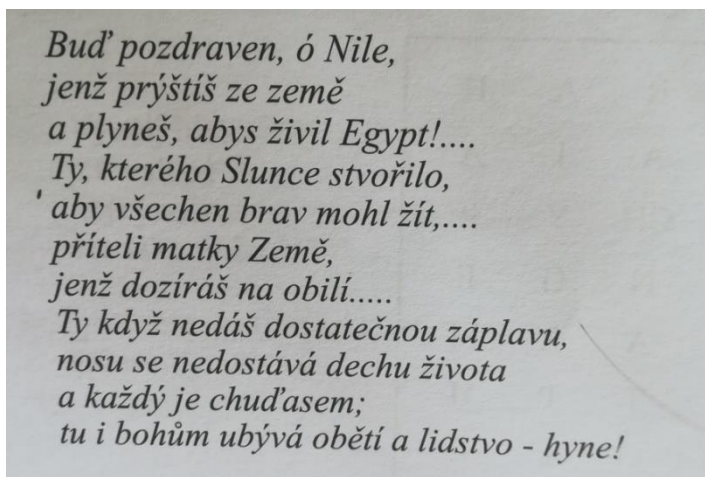 Buď pozdraven, ó Nile,
jenž prýštíš ze země
a plyneš, abys živil Egypt!....
Ty, kterého Slunce stvořilo,
aby všechen brav mohl žít,....
příteli matky Země,
jenž dozíráš na obilí.....
Ty když nedáš dostatečnou záplavu,
nosu se nedostává dechu života
a každý je chuďasem;
tu i bohům ubývá obětí a lidstvo - hyne!